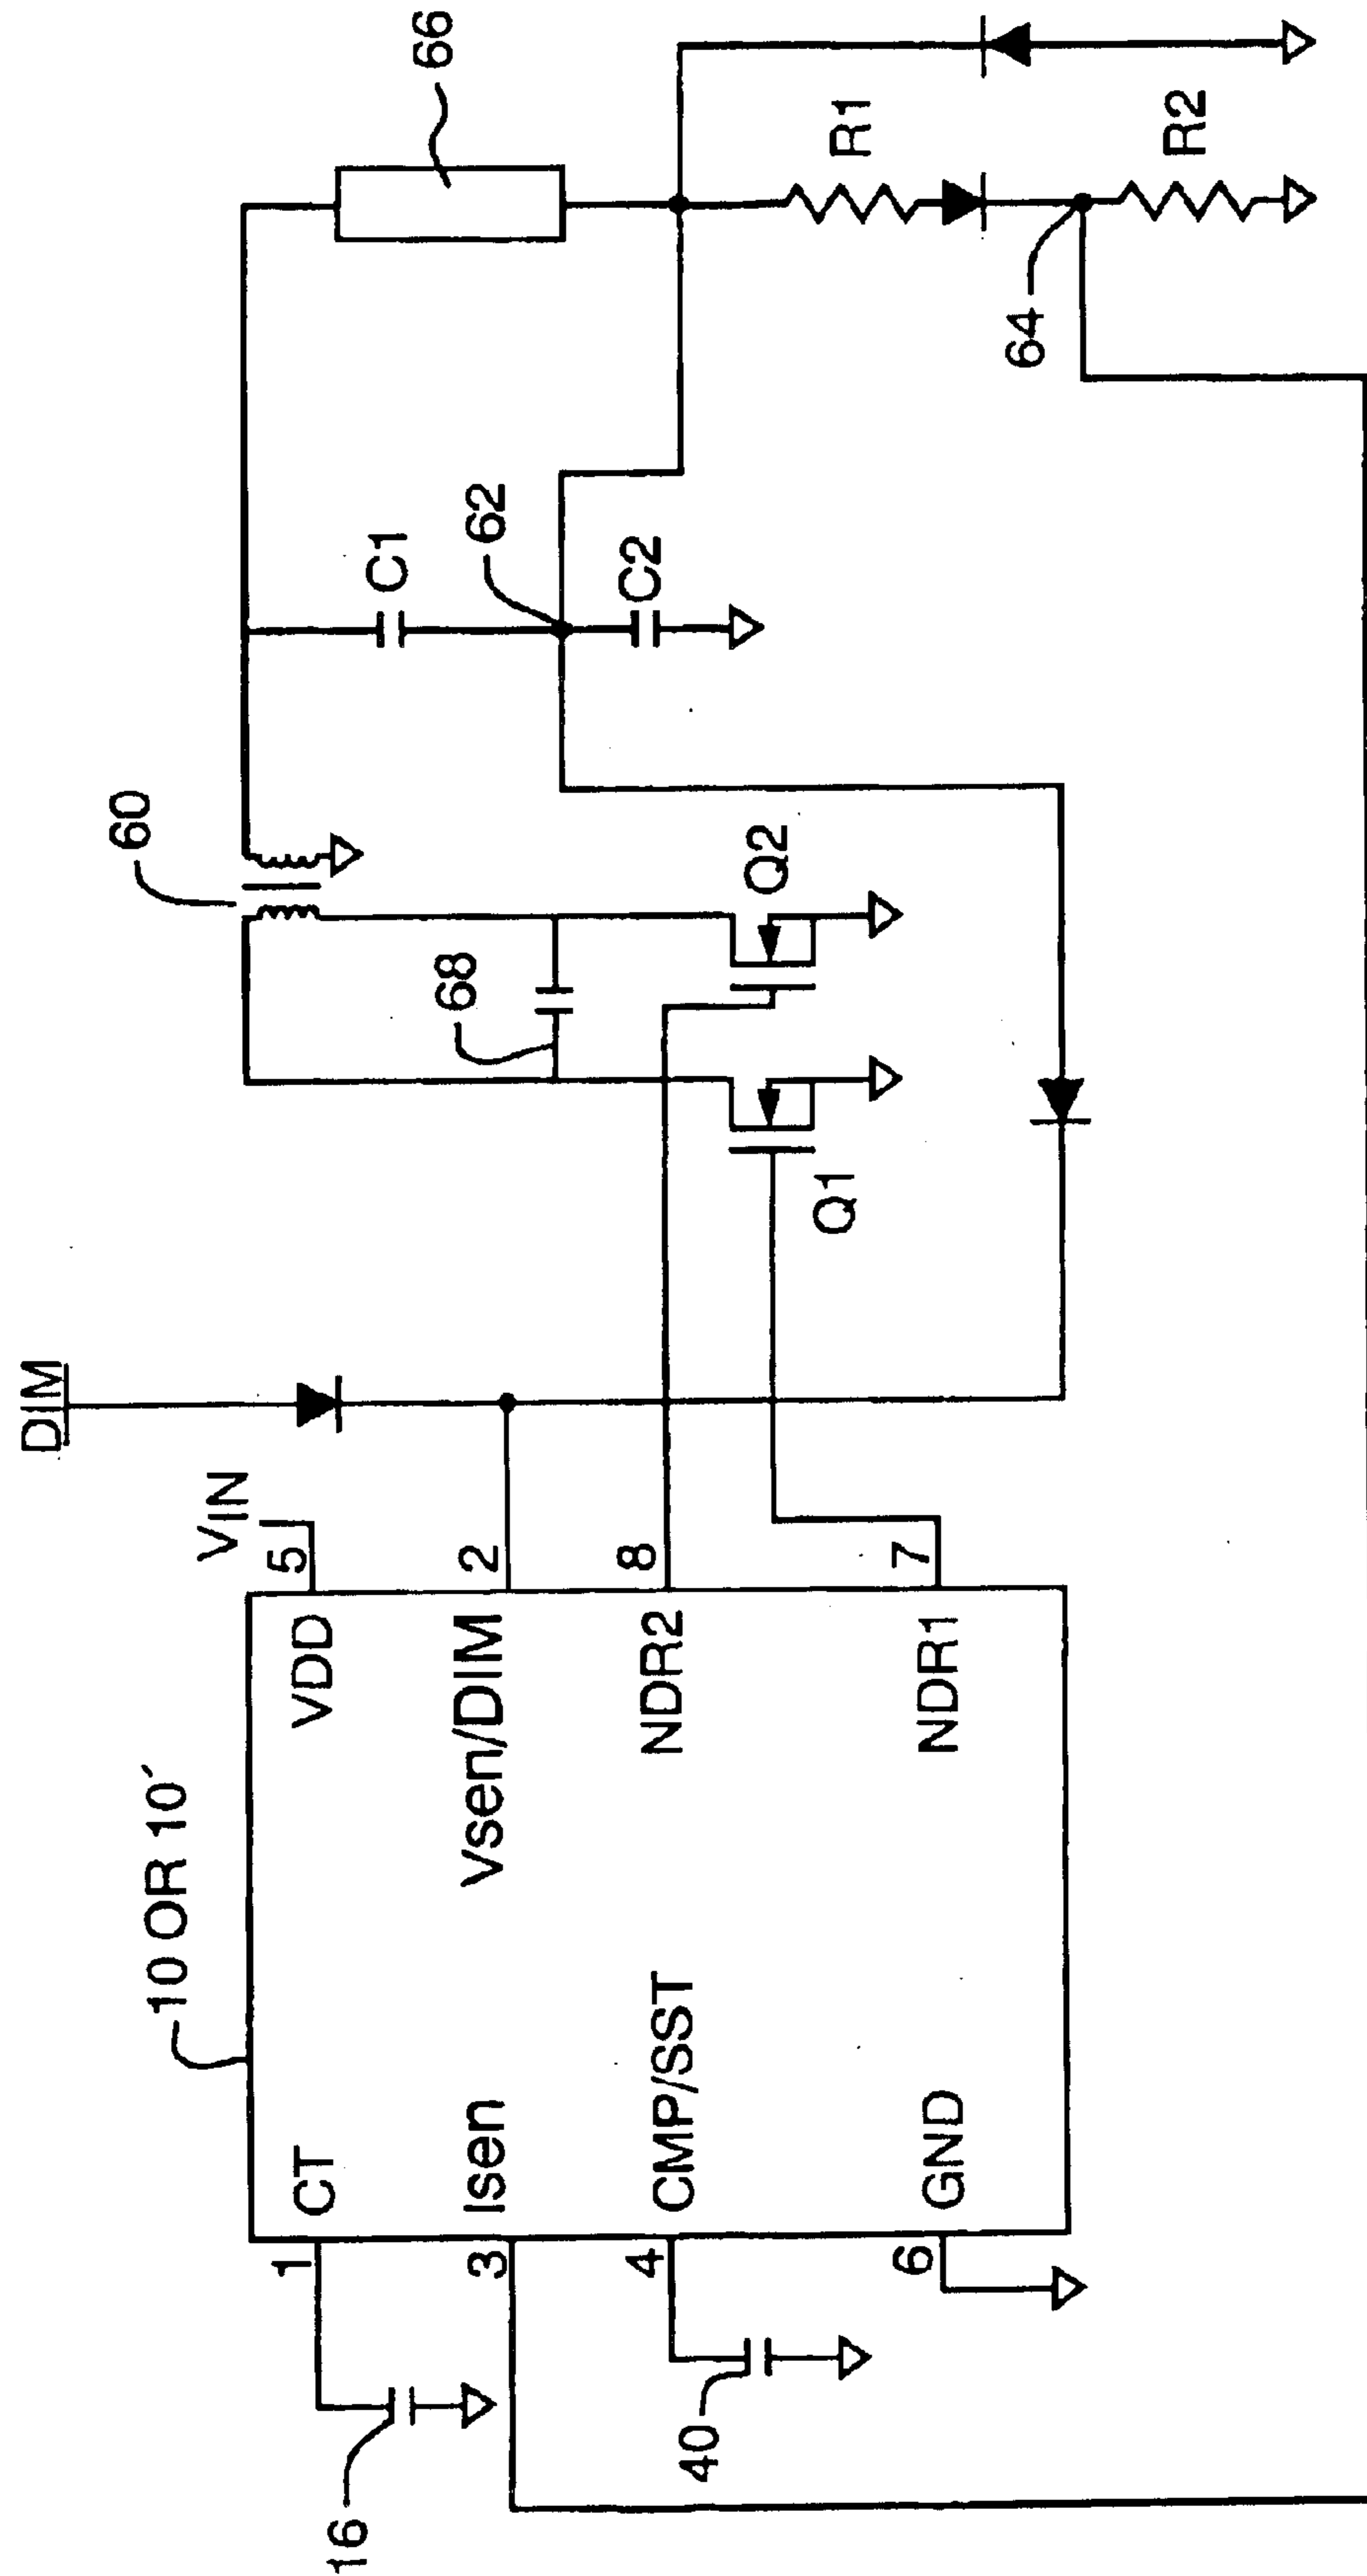 10 OR 10´
16
1
CT
3
Isen
4
CMP/SST
40
6
GND
VDD
5
VIN
Vsen/DIM
2
NDR2
8
NDR1
7
DIM
Q1
Q2
68
60
C1
62
C2
66
R1
64
R2